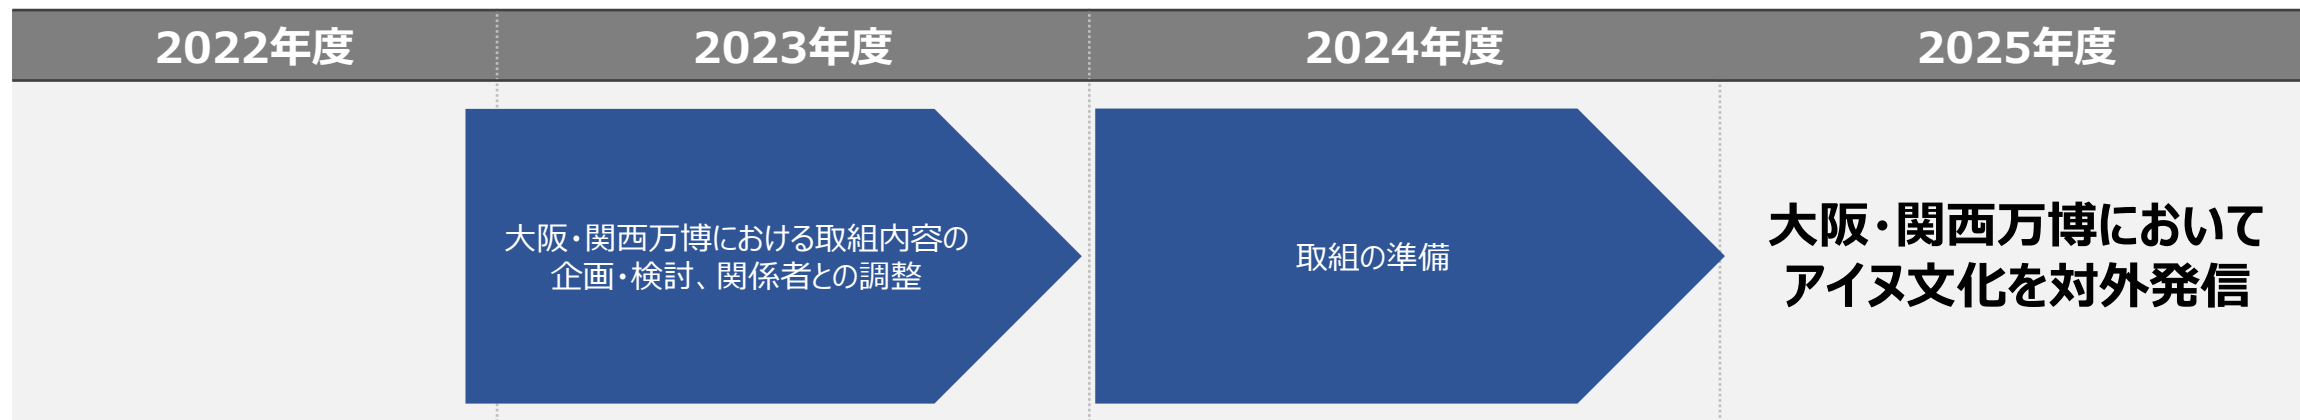 2022年度
2023年度
2024年度
2025年度
大阪・関西万博における取組内容の
企画・検討、関係者との調整
取組の準備
大阪・関西万博において
アイヌ文化を対外発信